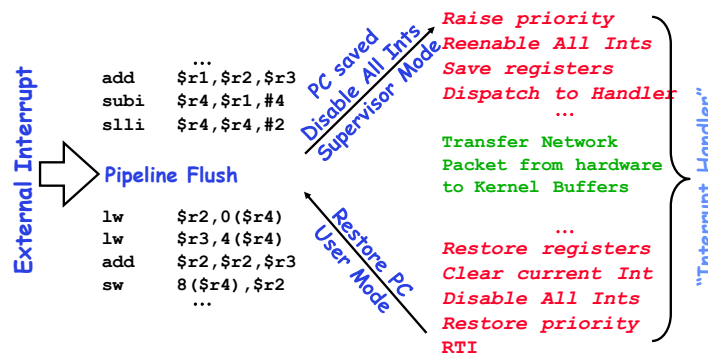 External Interrupt
...
add $r1,$r2,$r3
subi $r4,$r1,#4
slli $r4,$r4,#2
Pipeline Flush
lw $r2,0($r4)
lw $r3,4($r4)
add $r2,$r2,$r3
sw 8($r4),$r2
...
PC saved
Disable All Ints
Supervisor Mode
Restore PC
User Mode
Raise priority
Reenable All Ints
Save registers
Dispatch to Handler
...
Transfer Network
Packet from hardware
to Kernel Buffers
...
Restore registers
Clear current Int
Disable All Ints
Restore priority
RTI
“Interrupt Handler”